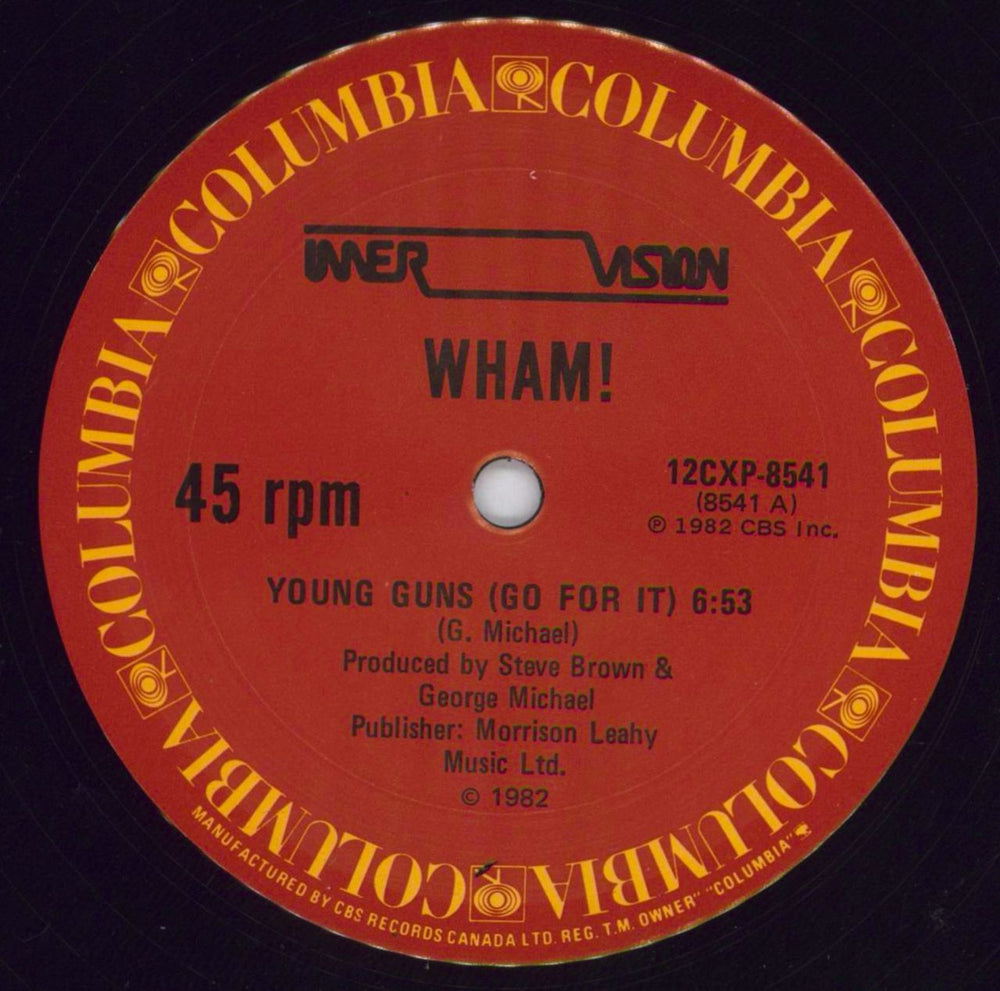 COLUMBIA COLUMBIA COLUMBIA COLUMBIA COLUMBIA COLUMBIA
INNER VISION
WHAM!
45 rpm
12CXP-8541
(8541 A)
℗ 1982 CBS Inc.
YOUNG GUNS (GO FOR IT) 6:53
(G. Michael)
Produced by Steve Brown &
George Michael
Publisher: Morrison Leahy
Music Ltd.
© 1982
MANUFACTURED BY CBS RECORDS CANADA LTD. REG. T.M. OWNER" "COLUMBIA"